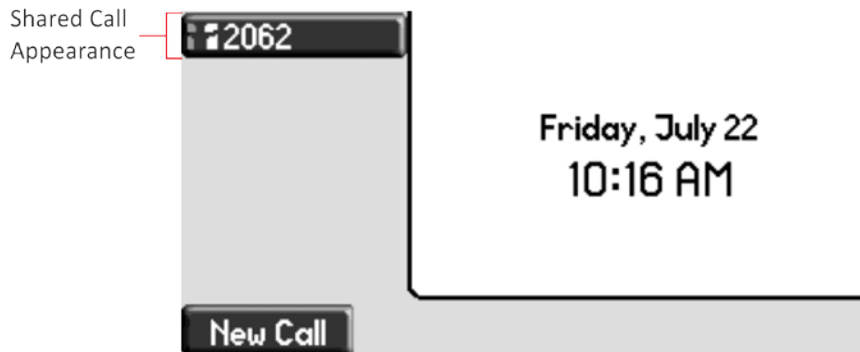 Shared Call
Appearance
2062
Friday, July 22
10:16 AM
New Call